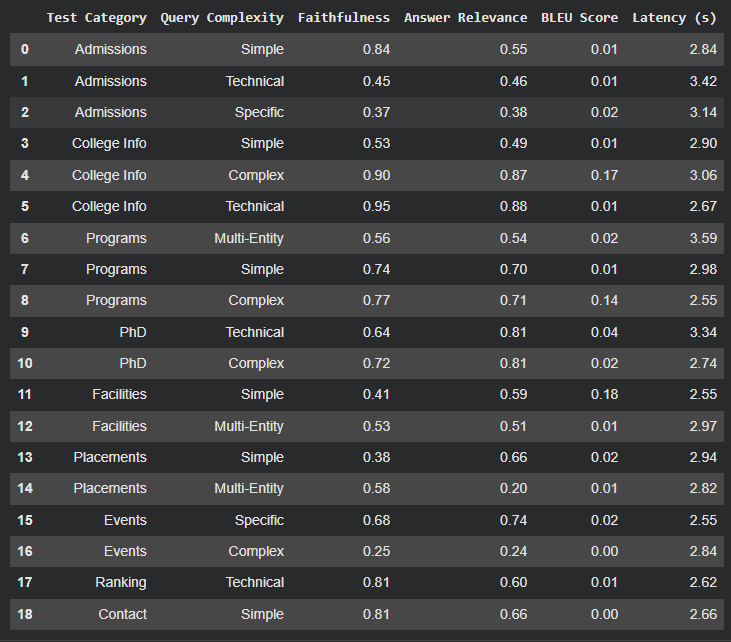 Test Category Query Complexity Faithfulness Answer Relevance BLEU Score Latency (s)
0 Admissions Simple 0.84 0.55 0.01 2.84
1 Admissions Technical 0.45 0.46 0.01 3.42
2 Admissions Specific 0.37 0.38 0.02 3.14
3 College Info Simple 0.53 0.49 0.01 2.90
4 College Info Complex 0.90 0.87 0.17 3.06
5 College Info Technical 0.95 0.88 0.01 2.67
6 Programs Multi-Entity 0.56 0.54 0.02 3.59
7 Programs Simple 0.74 0.70 0.01 2.98
8 Programs Complex 0.77 0.71 0.14 2.55
9 PhD Technical 0.64 0.81 0.04 3.34
10 PhD Complex 0.72 0.81 0.02 2.74
11 Facilities Simple 0.41 0.59 0.18 2.55
12 Facilities Multi-Entity 0.53 0.51 0.01 2.97
13 Placements Simple 0.38 0.66 0.02 2.94
14 Placements Multi-Entity 0.58 0.20 0.01 2.82
15 Events Specific 0.68 0.74 0.02 2.55
16 Events Complex 0.25 0.24 0.00 2.84
17 Ranking Technical 0.81 0.60 0.01 2.62
18 Contact Simple 0.81 0.66 0.00 2.66